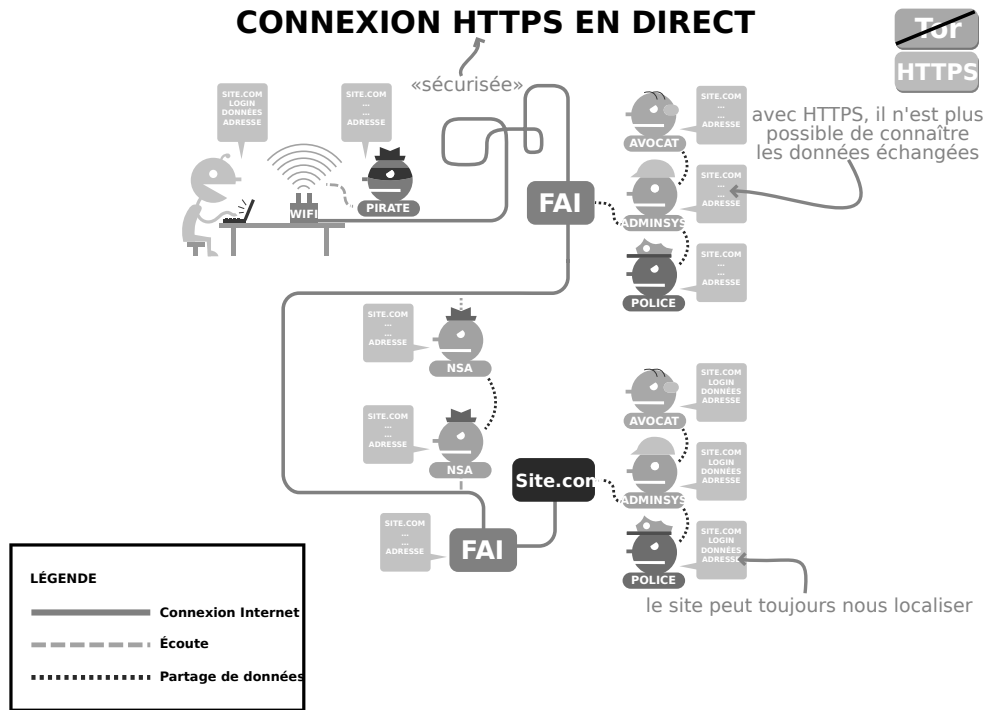 CONNEXION HTTPS EN DIRECT
Tor
HTTPS
«sécurisée»
SITE.COM
LOGIN
DONNÉES
ADRESSE
SITE.COM
...
...
ADRESSE
WIFI
PIRATE
FAI
SITE.COM
...
...
ADRESSE
AVOCAT
SITE.COM
...
...
ADRESSE
ADMINSYS
SITE.COM
...
...
ADRESSE
POLICE
avec HTTPS, il n'est plus
possible de connaître
les données échangées
SITE.COM
...
...
ADRESSE
NSA
SITE.COM
...
...
ADRESSE
NSA
SITE.COM
...
...
ADRESSE
FAI
Site.com
SITE.COM
LOGIN
DONNÉES
ADRESSE
AVOCAT
SITE.COM
LOGIN
DONNÉES
ADRESSE
ADMINSYS
SITE.COM
LOGIN
DONNÉES
ADRESSE
POLICE
le site peut toujours nous localiser
LÉGENDE
Connexion Internet
Écoute
Partage de données